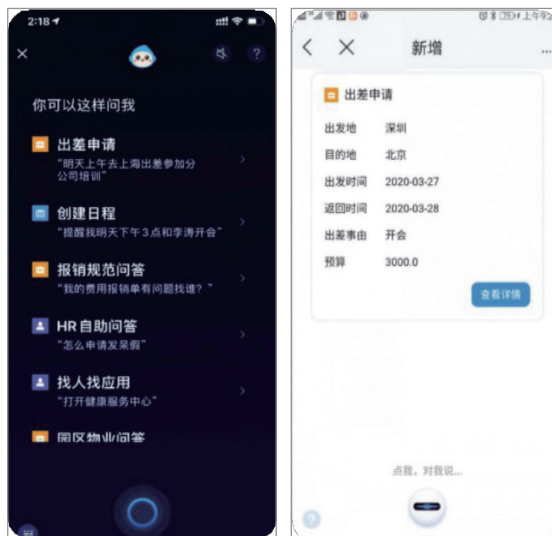 2:18
?
你可以这样问我
出差申请
“明天上午去上海出差参加分
公司培训”
创建日程
“提醒我明天下午3点和李涛开会”
报销规范问答
“我的费用报销单有问题找谁？”
HR自助问答
“怎么申请发呆假”
找人找应用
“打开健康服务中心”
园区物业问答
新增
...
出差申请
出发地 深圳
目的地 北京
出发时间 2020-03-27
返回时间 2020-03-28
出差事由 开会
预算 3000.0
查看详情
点我，对我说...
?